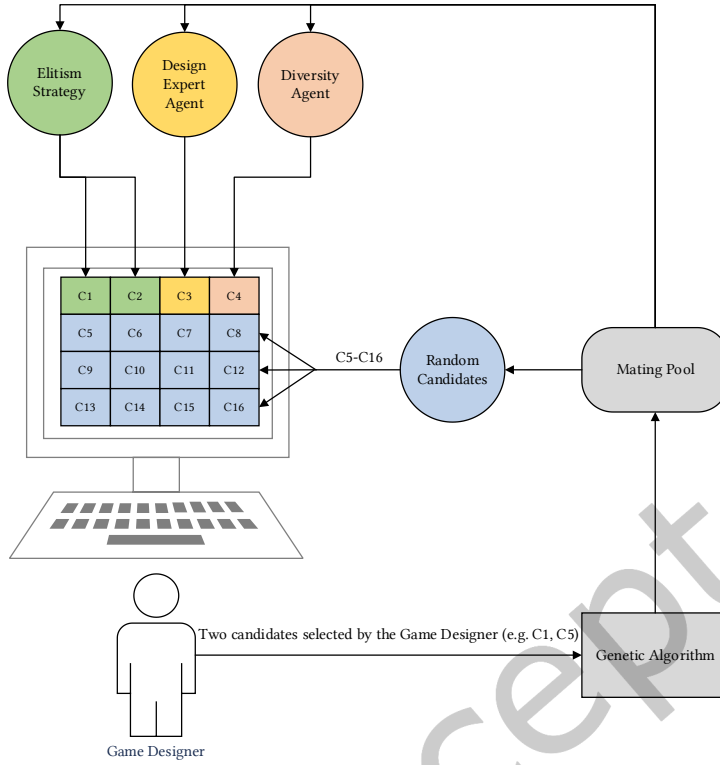 Elitism
Strategy
Design
Expert
Agent
Diversity
Agent
C1 C2 C3 C4
C5 C6 C7 C8
C9 C10 C11 C12
C13 C14 C15 C16
C5-C16
Random
Candidates
Mating Pool
Two candidates selected by the Game Designer (e.g. C1, C5)
Genetic Algorithm
Game Designer
cept